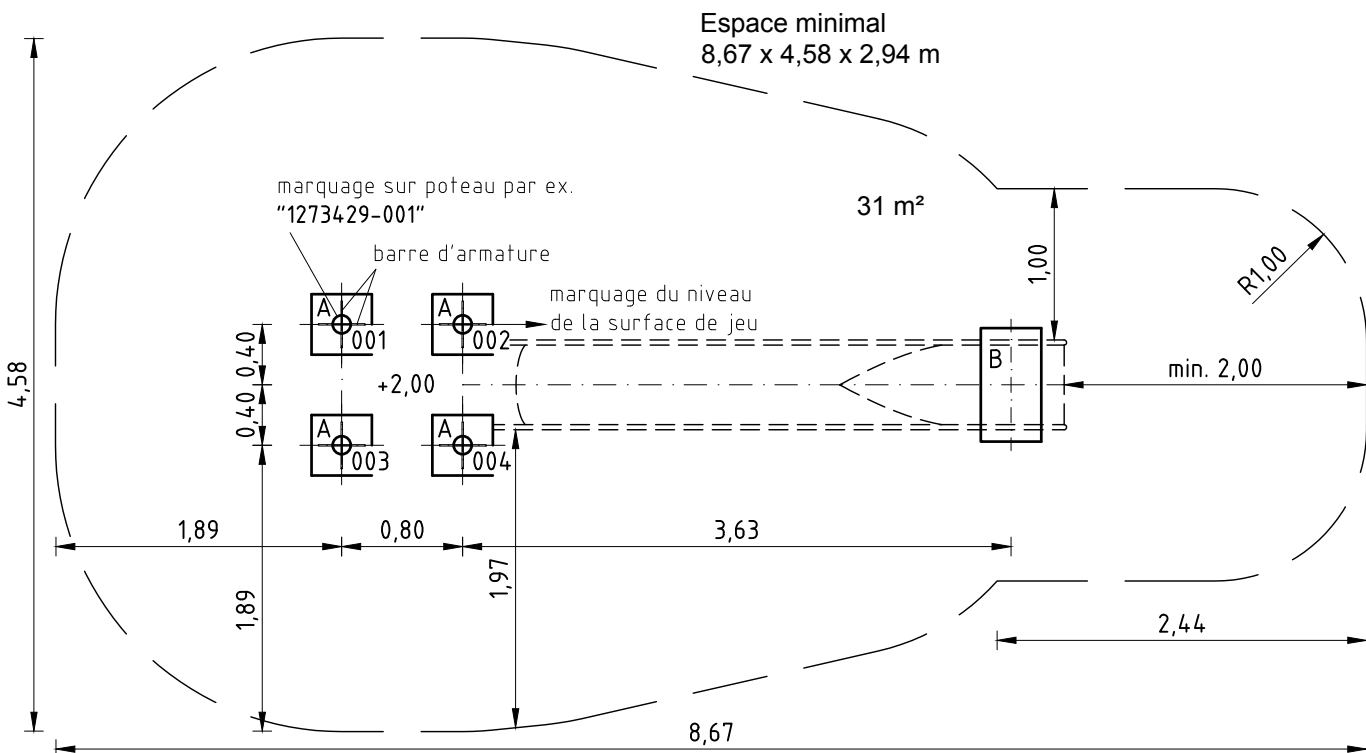 Espace minimal
8,67 x 4,58 x 2,94 m
marquage sur poteau par ex.
"1273429-001"
31 m²
barre d'armature
1,00
R1,00
marquage du niveau
de la surface de jeu
A
001
A
002
0,40
4,58
+2,00
B
min. 2,00
0,40
A
003
A
004
1,89
0,80
3,63
1,97
1,89
2,44
8,67